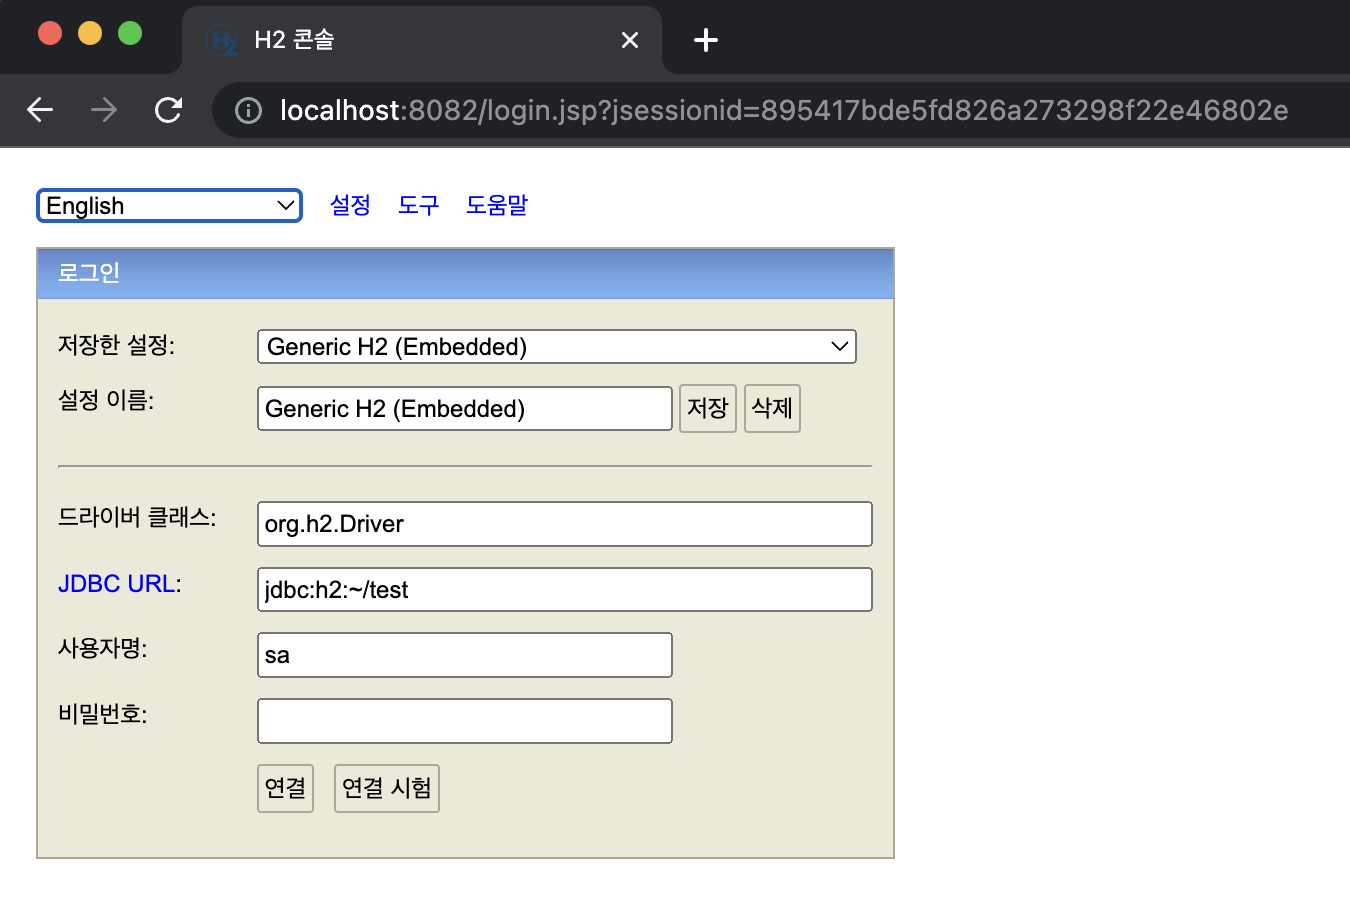 H2 콘솔
localhost:8082/login.jsp?jsessionid=895417bde5fd826a273298f22e46802e
English 설정 도구 도움말
로그인
저장한 설정: Generic H2 (Embedded)
설정 이름: Generic H2 (Embedded) 저장 삭제
드라이버 클래스: org.h2.Driver
JDBC URL: jdbc:h2:~/test
사용자명: sa
비밀번호:
연결 연결 시험